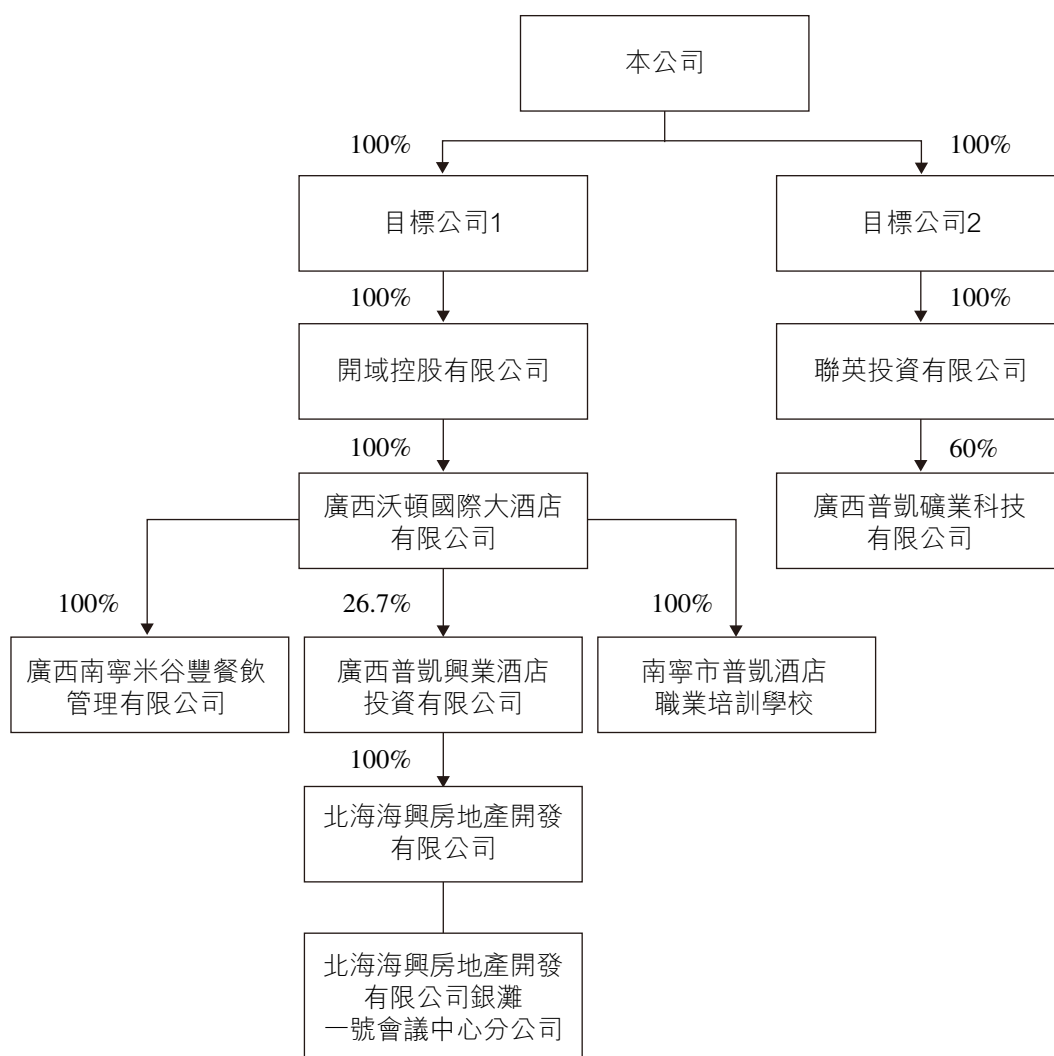 本公司
100%
100%
目標公司1
目標公司2
100%
100%
開域控股有限公司
聯英投資有限公司
100%
60%
廣西沃頓國際大酒店
有限公司
廣西普凱礦業科技
有限公司
100%
26.7%
100%
廣西南寧米谷豐餐飲
管理有限公司
廣西普凱興業酒店
投資有限公司
南寧市普凱酒店
職業培訓學校
100%
北海海興房地產開發
有限公司
北海海興房地產開發
有限公司銀灘
一號會議中心分公司